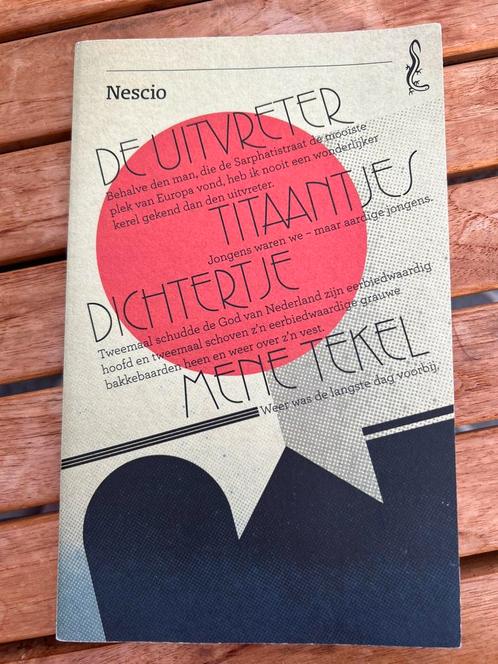 Nescio
DE UITVRETER
Behalve den man, die de Sarphatistraat de mooiste
plek van Europa vond, heb ik nooit een wonderlijker
kerel gekend dan den uitvreter.
TITAANTJES
Jongens waren we – maar aardige jongens.
DICHTERTJE
Tweemaal schudde de God van Nederland zijn eerbiedwaardig
hoofd en tweemaal schoven z'n eerbiedwaardige grauwe
bakkebaarden heen en weer over z'n vest.
MENE TEKEL
Weer was de langste dag voorbij,